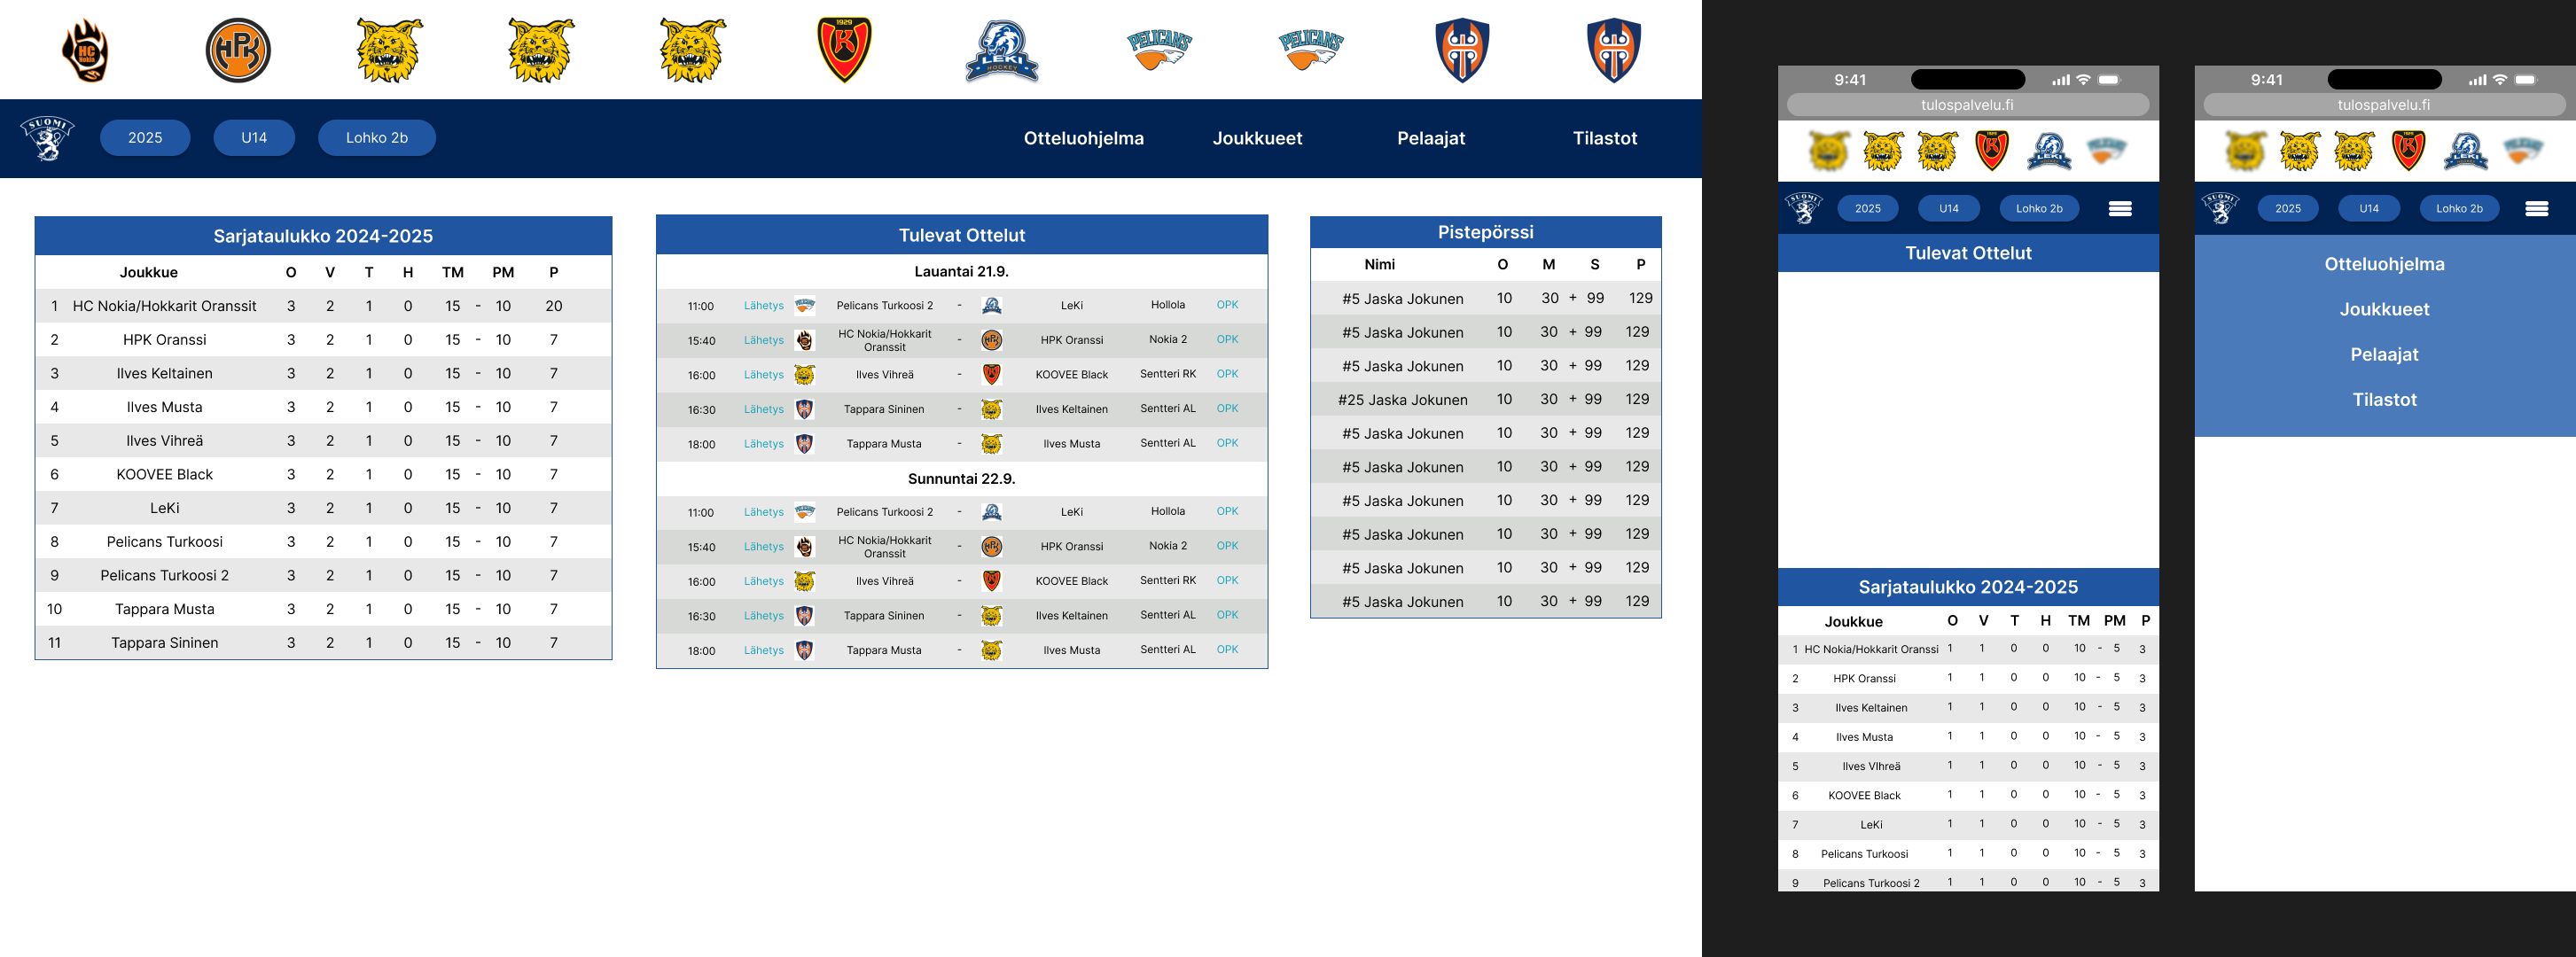 HC
Nokia
HPK
1929
K
LEKI
HOCKEY
PELICANS
PELICANS
SUOMI
2025
U14
Lohko 2b
Otteluohjelma
Joukkueet
Pelaajat
Tilastot
Sarjataulukko 2024-2025
Joukkue O V T H TM PM P
1 HC Nokia/Hokkarit Oranssit 3 2 1 0 15 - 10 20
2 HPK Oranssi 3 2 1 0 15 - 10 7
3 Ilves Keltainen 3 2 1 0 15 - 10 7
4 Ilves Musta 3 2 1 0 15 - 10 7
5 Ilves Vihreä 3 2 1 0 15 - 10 7
6 KOOVEE Black 3 2 1 0 15 - 10 7
7 LeKi 3 2 1 0 15 - 10 7
8 Pelicans Turkoosi 3 2 1 0 15 - 10 7
9 Pelicans Turkoosi 2 3 2 1 0 15 - 10 7
10 Tappara Musta 3 2 1 0 15 - 10 7
11 Tappara Sininen 3 2 1 0 15 - 10 7
Tulevat Ottelut
Lauantai 21.9.
11:00 Lähetys Pelicans Turkoosi 2 - LeKi Hollola OPK
15:40 Lähetys HC Nokia/Hokkarit Oranssit - HPK Oranssi Nokia 2 OPK
16:00 Lähetys Ilves Vihreä - KOOVEE Black Sentteri RK OPK
16:30 Lähetys Tappara Sininen - Ilves Keltainen Sentteri AL OPK
18:00 Lähetys Tappara Musta - Ilves Musta Sentteri AL OPK
Sunnuntai 22.9.
11:00 Lähetys Pelicans Turkoosi 2 - LeKi Hollola OPK
15:40 Lähetys HC Nokia/Hokkarit Oranssit - HPK Oranssi Nokia 2 OPK
16:00 Lähetys Ilves Vihreä - KOOVEE Black Sentteri RK OPK
16:30 Lähetys Tappara Sininen - Ilves Keltainen Sentteri AL OPK
18:00 Lähetys Tappara Musta - Ilves Musta Sentteri AL OPK
Pistepörssi
Nimi O M S P
#5 Jaska Jokunen 10 30 + 99 129
#5 Jaska Jokunen 10 30 + 99 129
#5 Jaska Jokunen 10 30 + 99 129
#25 Jaska Jokunen 10 30 + 99 129
#5 Jaska Jokunen 10 30 + 99 129
#5 Jaska Jokunen 10 30 + 99 129
#5 Jaska Jokunen 10 30 + 99 129
#5 Jaska Jokunen 10 30 + 99 129
#5 Jaska Jokunen 10 30 + 99 129
#5 Jaska Jokunen 10 30 + 99 129
9:41
tulospalvelu.fi
LEKI
2025
U14
Lohko 2b
Tulevat Ottelut
Sarjataulukko 2024-2025
Joukkue O V T H TM PM P
1 HC Nokia/Hokkarit Oranssi 1 1 0 0 10 - 5 3
2 HPK Oranssi 1 1 0 0 10 - 5 3
3 Ilves Keltainen 1 1 0 0 10 - 5 3
4 Ilves Musta 1 1 0 0 10 - 5 3
5 Ilves VIhreä 1 1 0 0 10 - 5 3
6 KOOVEE Black 1 1 0 0 10 - 5 3
7 LeKi 1 1 0 0 10 - 5 3
8 Pelicans Turkoosi 1 1 0 0 10 - 5 3
9 Pelicans Turkoosi 2 1 1 0 0 10 - 5 3
9:41
tulospalvelu.fi
LEKI
2025
U14
Lohko 2b
Otteluohjelma
Joukkueet
Pelaajat
Tilastot